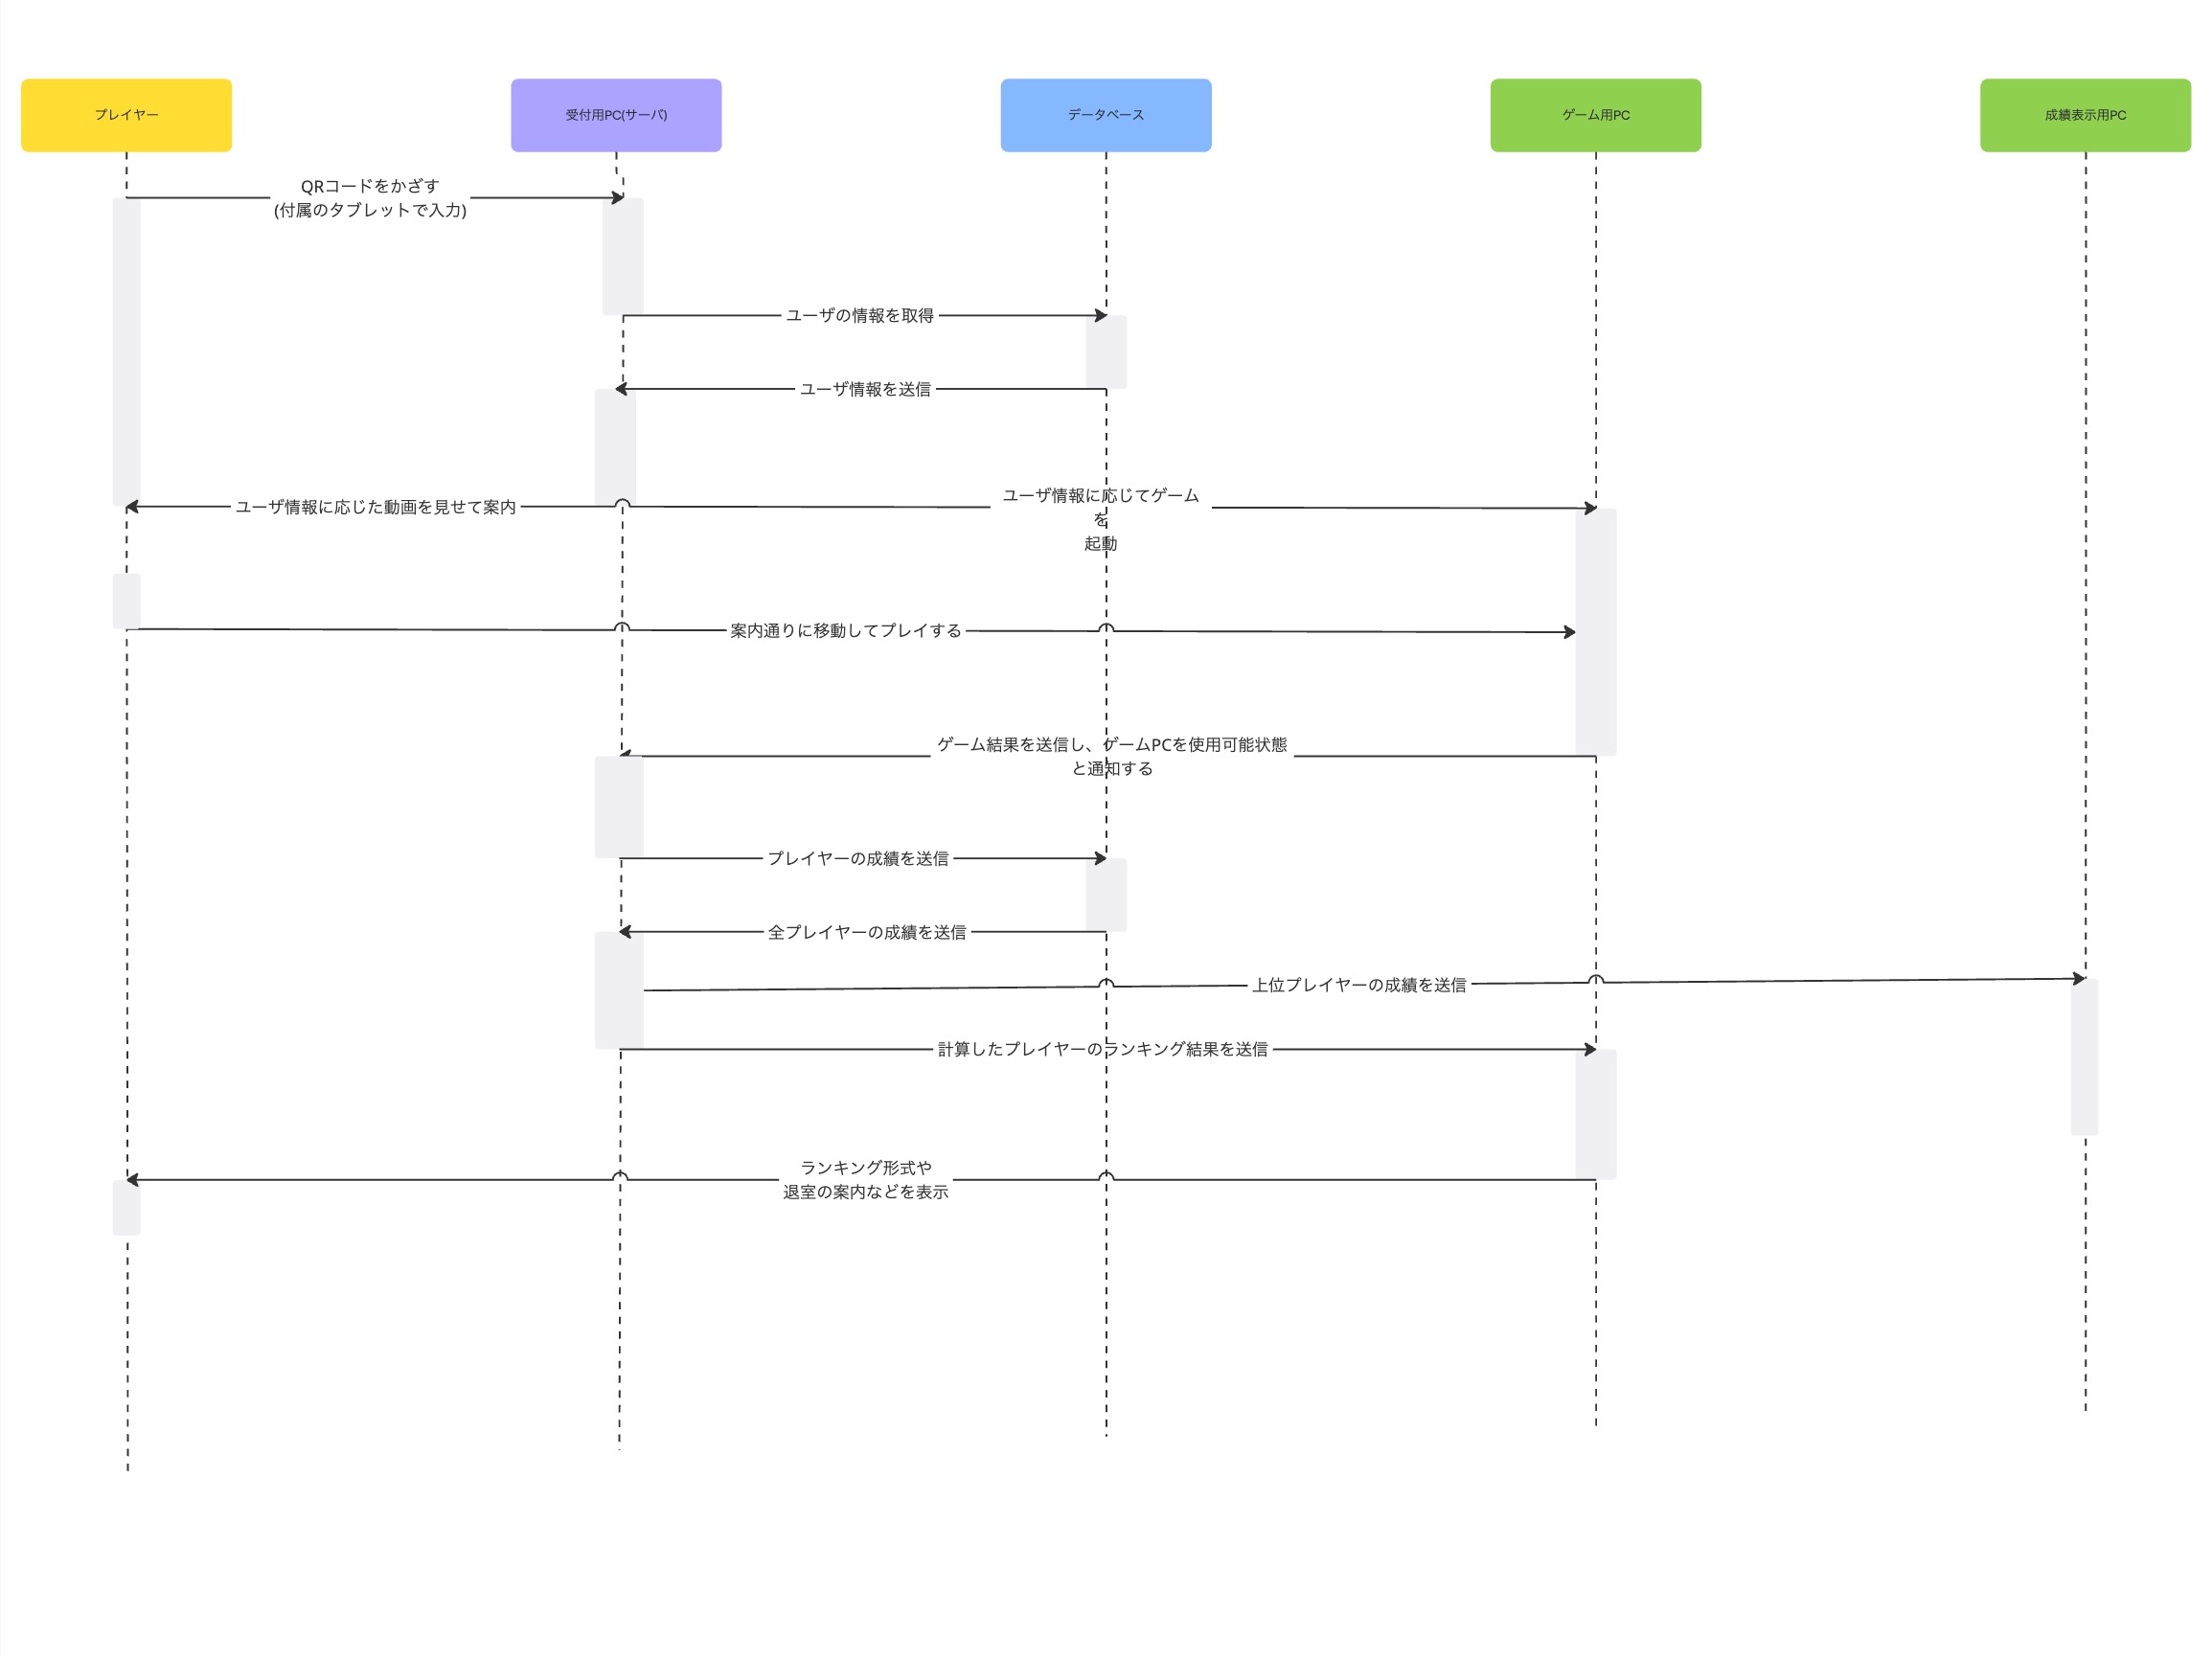 プレイヤー
受付用PC(サーバ)
データベース
ゲーム用PC
成績表示用PC
QRコードをかざす
(付属のタブレットで入力)
ユーザの情報を取得
ユーザ情報を送信
ユーザ情報に応じた動画を見せて案内
ユーザ情報に応じてゲーム
を
起動
案内通りに移動してプレイする
ゲーム結果を送信し、ゲームPCを使用可能状態
と通知する
プレイヤーの成績を送信
全プレイヤーの成績を送信
上位プレイヤーの成績を送信
計算したプレイヤーのランキング結果を送信
ランキング形式や
退室の案内などを表示